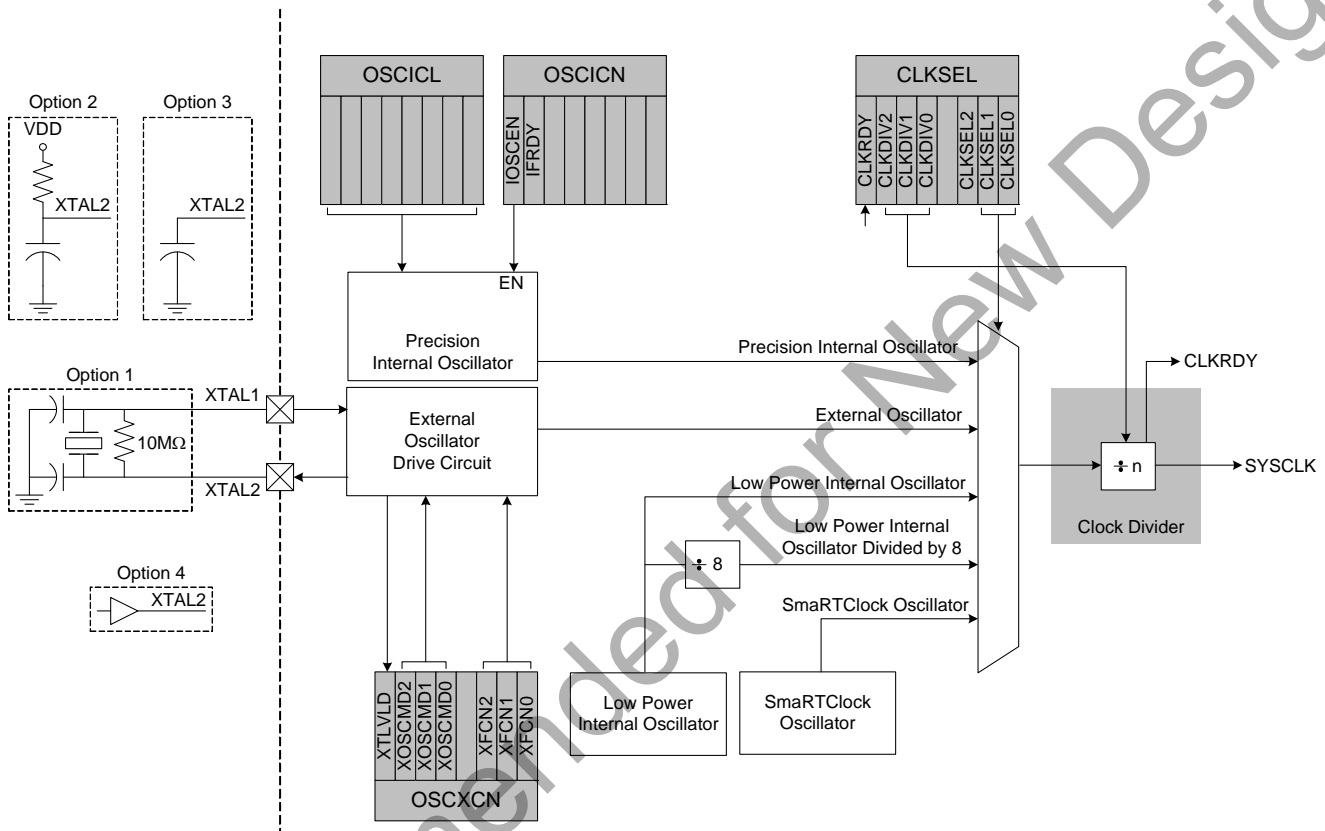 OSCICL
OSCICN
IOSCEN
IFRDY
CLKSEL
CLKRDY
CLKDIV2
CLKDIV1
CLKDIV0
CLKSEL2
CLKSEL1
CLKSEL0
Option 2
VDD
XTAL2
Option 3
XTAL2
EN
Precision
Internal Oscillator
Precision Internal Oscillator
Option 1
XTAL1
10MΩ
XTAL2
External
Oscillator
Drive Circuit
External Oscillator
CLKRDY
÷ n
SYSCLK
Clock Divider
Low Power Internal Oscillator
Low Power Internal
Oscillator Divided by 8
÷ 8
SmaRTClock Oscillator
Option 4
XTAL2
XTLVLD
XOSCMD2
XOSCMD1
XOSCMD0
XFCN2
XFCN1
XFCN0
OSCXCN
Low Power
Internal Oscillator
SmaRTClock
Oscillator
mended for New Desig